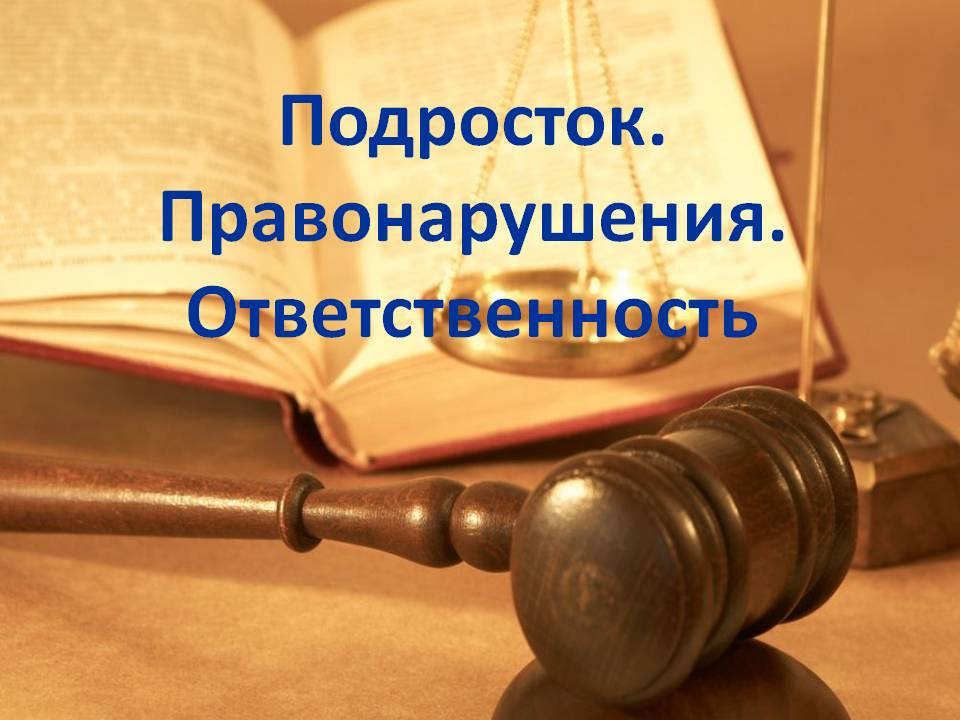 Подросток.
Правонарушения.
Ответственность